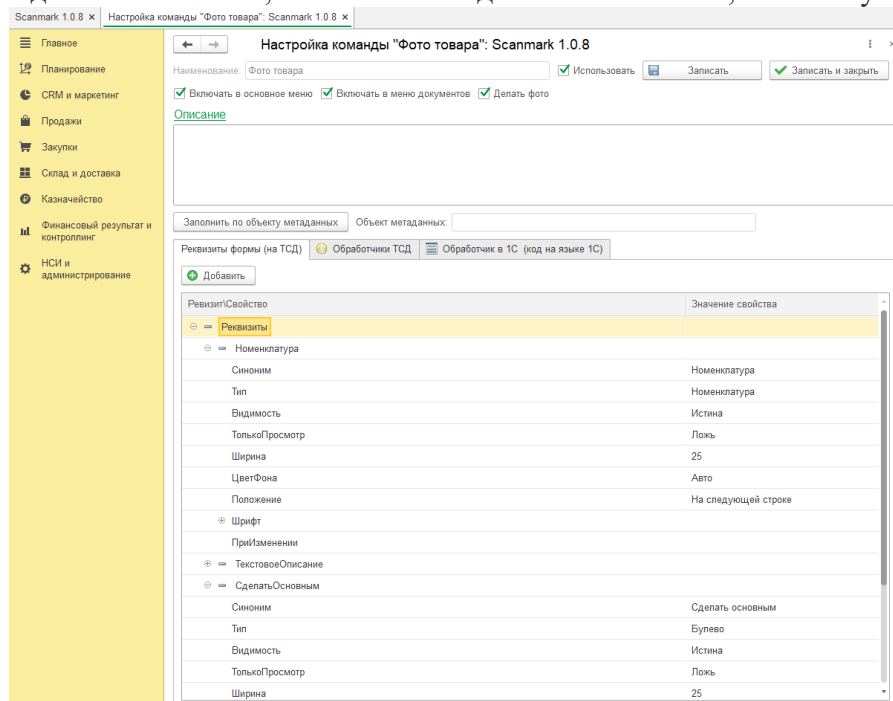 Scanmark 1.0.8 × Настройка команды "Фото товара": Scanmark 1.0.8 ×
Главное
Планирование
CRM и маркетинг
Продажи
Закупки
Склад и доставка
Казначейство
Финансовый результат и
контроллинг
НСИ и
администрирование
Настройка команды "Фото товара": Scanmark 1.0.8
Наименование: Фото товара Использовать Записать Записать и закрыть
Включать в основное меню Включать в меню документов Делать фото
Описание
Заполнить по объекту метаданных Объект метаданных:
Реквизиты формы (на ТСД) Обработчики ТСД Обработчик в 1С (код на языке 1С)
Добавить
Ревизит\Свойство Значение свойства
Реквизиты
Номенклатура
Синоним Номенклатура
Тип Номенклатура
Видимость Истина
ТолькоПросмотр Ложь
Ширина 25
ЦветФона Авто
Положение На следующей строке
Шрифт
ПриИзменении
ТекстовоеОписание
СделатьОсновным
Синоним Сделать основным
Тип Булево
Видимость Истина
ТолькоПросмотр Ложь
Ширина 25